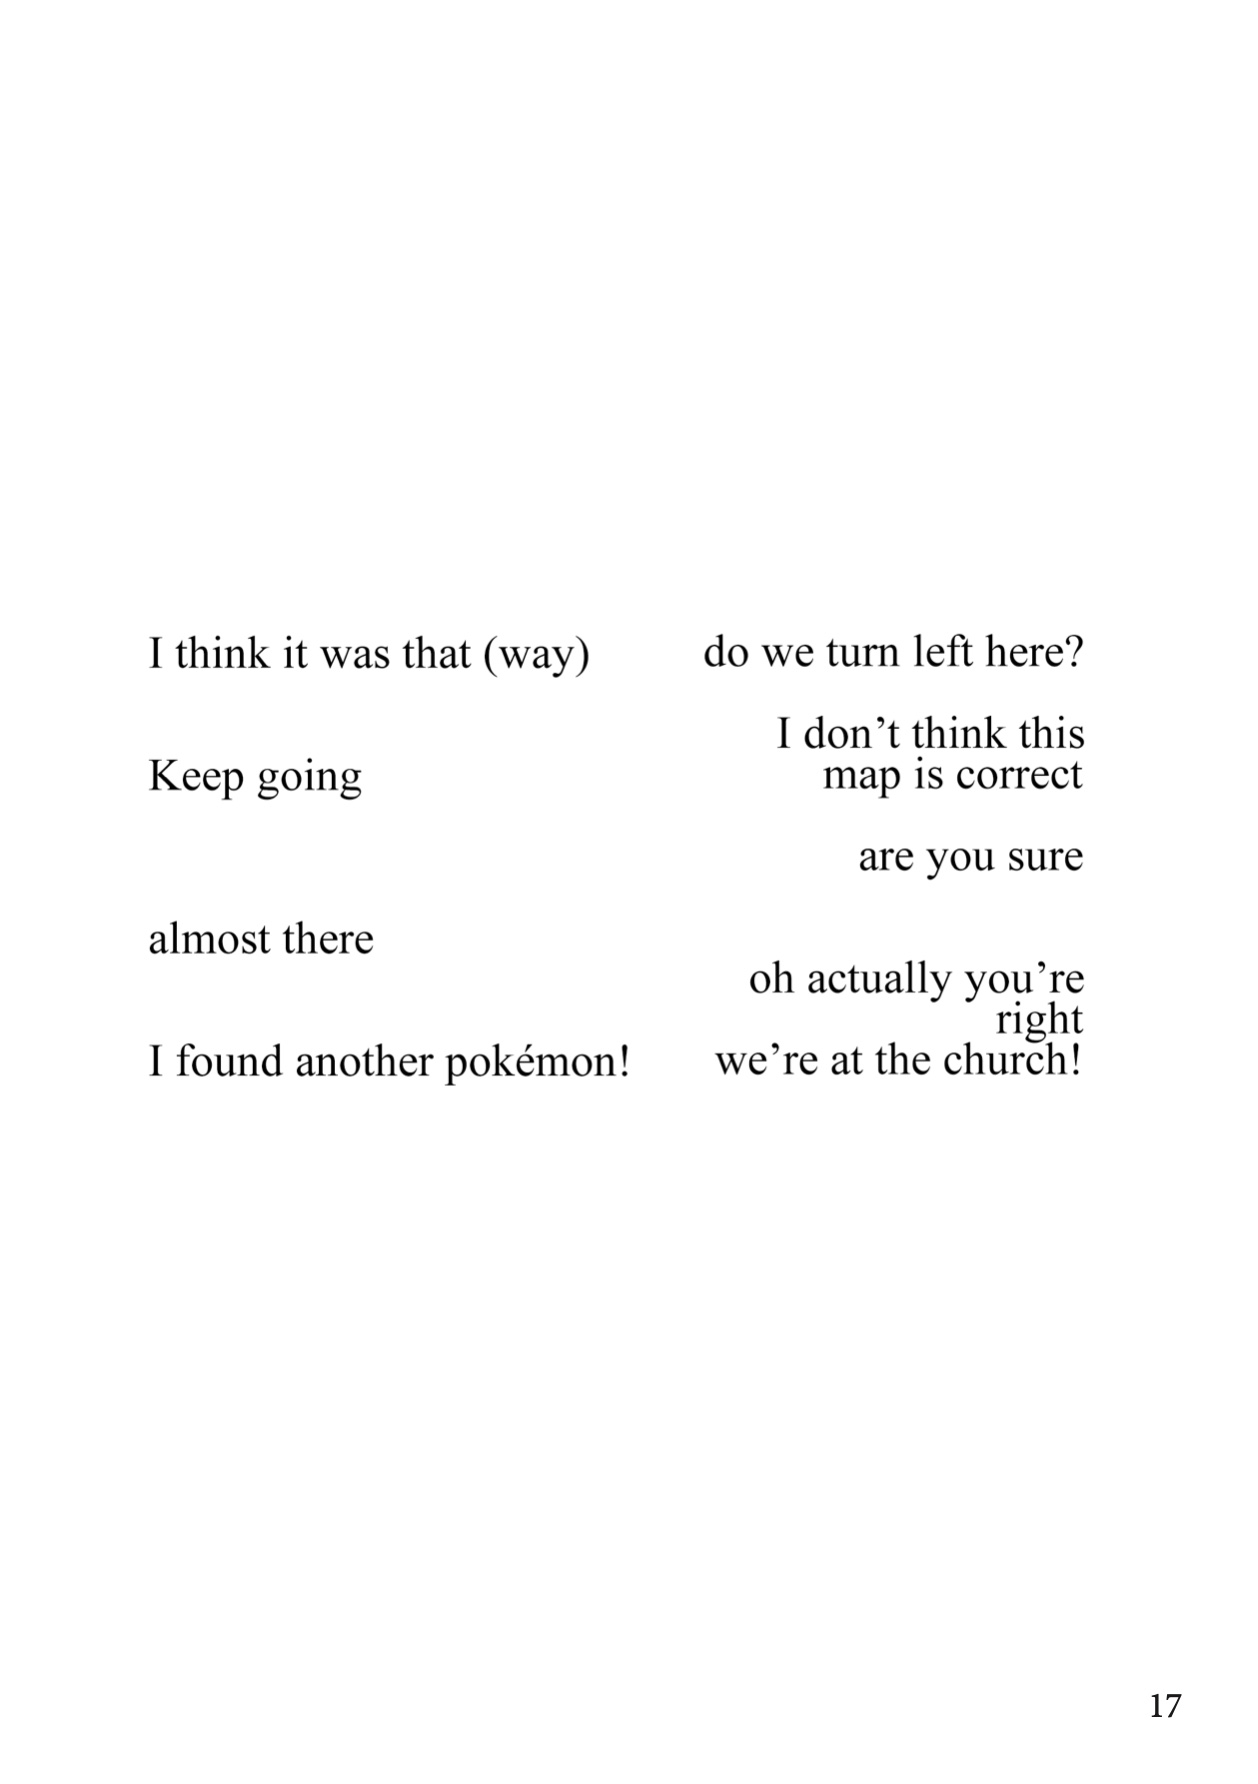 I think it was that (way)
do we turn left here?
I don’t think this
map is correct
Keep going
are you sure
almost there
oh actually you’re
right
I found another pokémon!
we’re at the church!
17